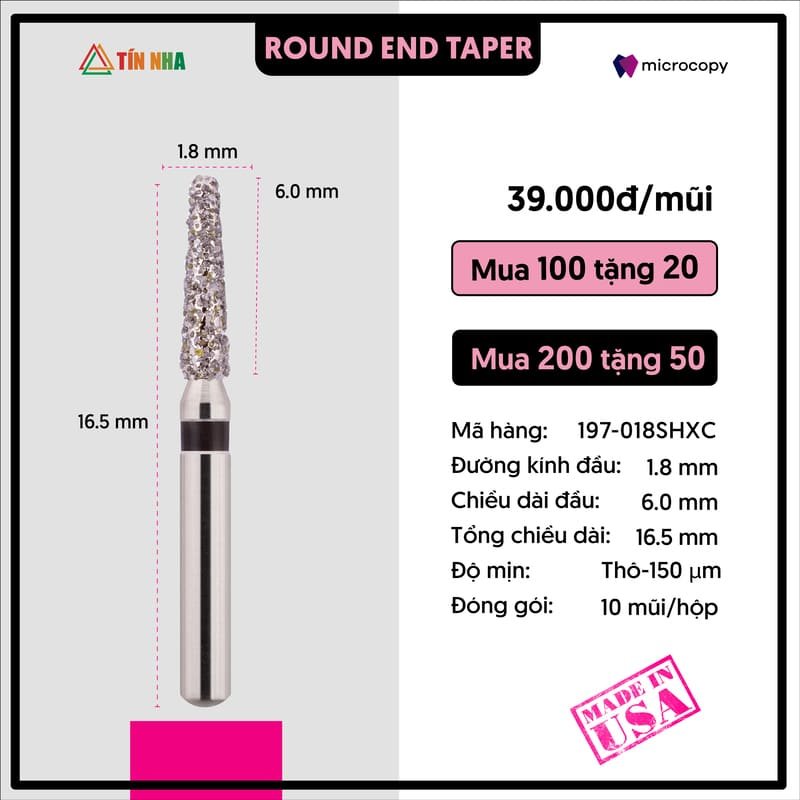 ROUND END TAPER
TÍN NHA
microcopy
1.8 mm
6.0 mm
16.5 mm
39.000đ/mũi
Mua 100 tặng 20
Mua 200 tặng 50
Mã hàng: 197-018SHXC
Đường kính đầu: 1.8 mm
Chiều dài đầu: 6.0 mm
Tổng chiều dài: 16.5 mm
Độ mịn: Thô-150 µm
Đóng gói: 10 mũi/hộp
MADE IN
USA